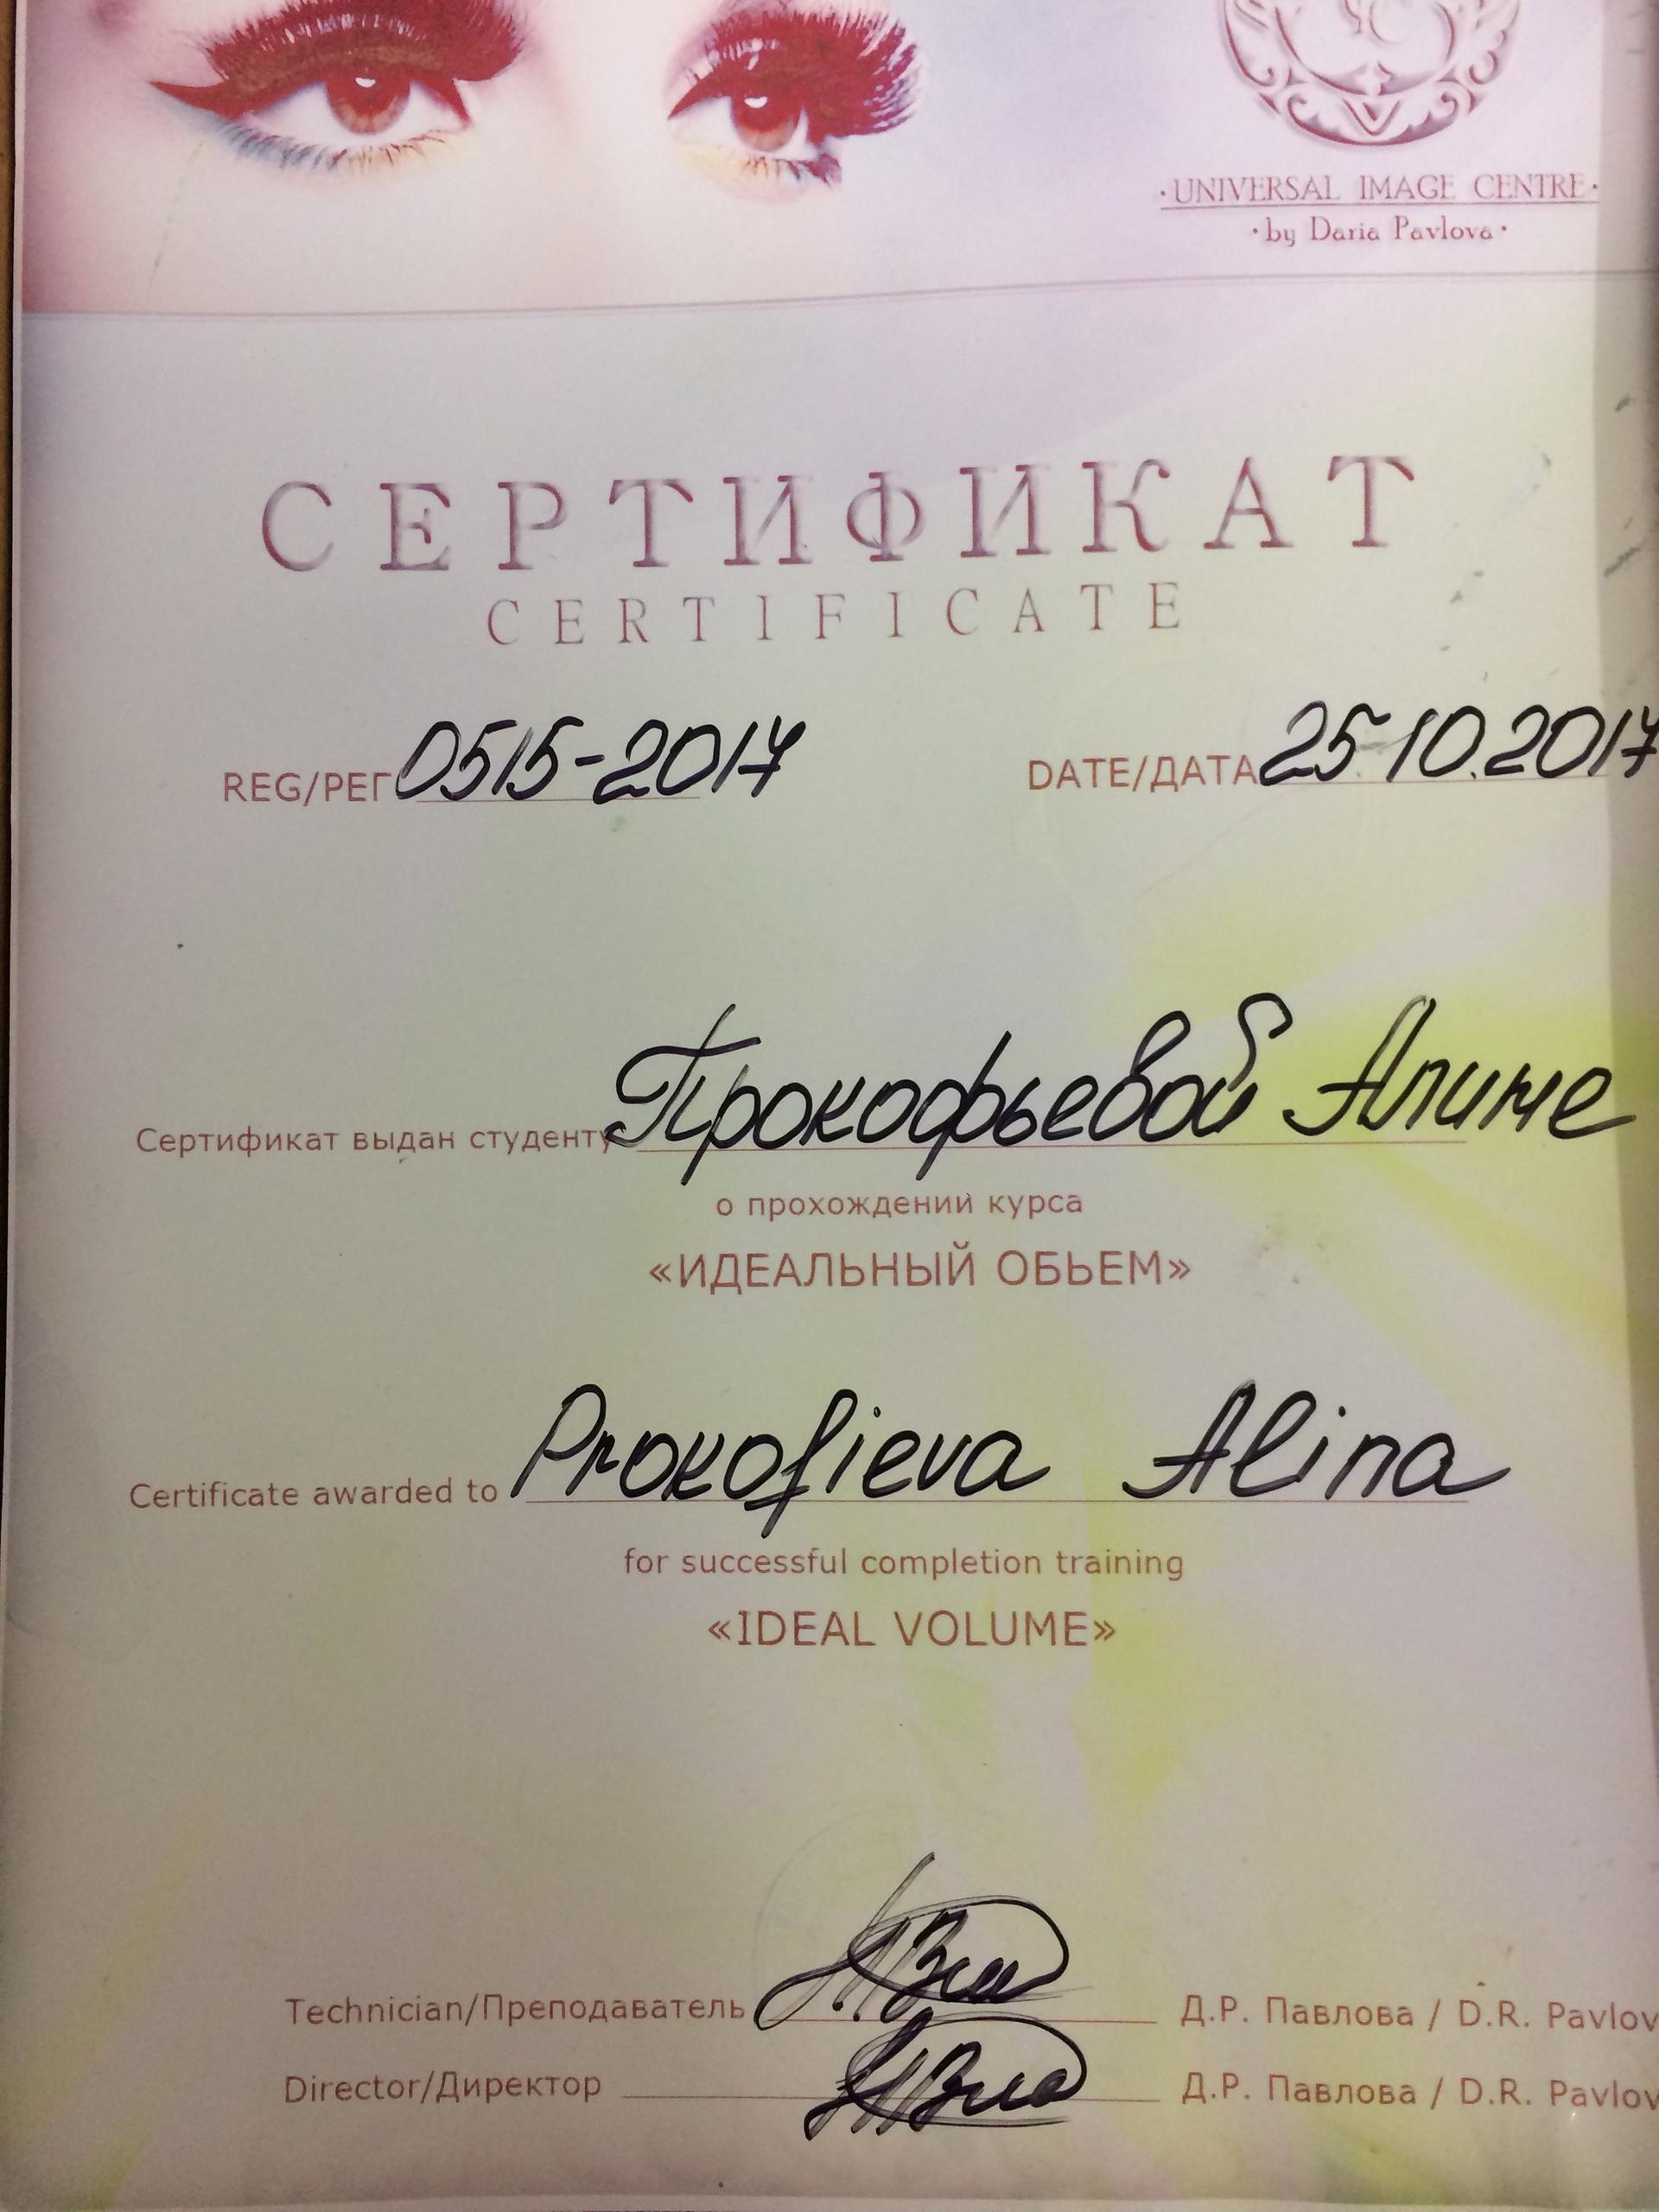 ·UNIVERSAL IMAGE CENTRE·
·by Daria Pavlova·
СЕРТИФИКАТ
CERTIFICATE
REG/РЕГ 0515-2017 DATE/ДАТА 25.10.2017
Сертификат выдан студенту Прокофьевой Алине
о прохождении курса
«ИДЕАЛЬНЫЙ ОБЬЕМ»
Certificate awarded to Prokofieva Alina
for successful completion training
«IDEAL VOLUME»
Technician/Преподаватель Д.Р. Павлова / D.R. Pavlov
Director/Директор Д.Р. Павлова / D.R. Pavlov